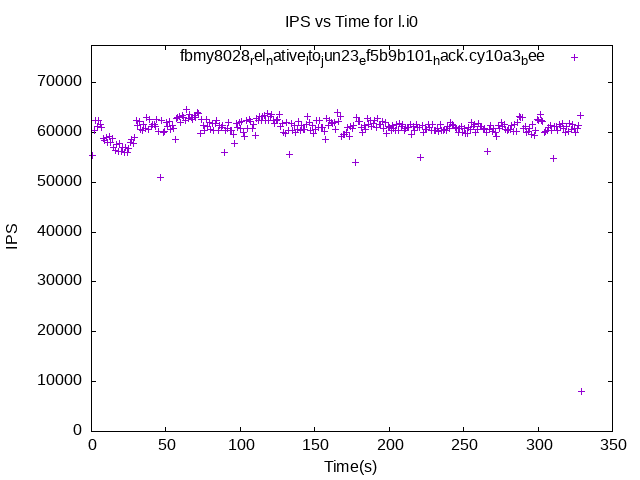 IPS vs Time for l.i0
fbmy8028relnativeltojun23ef5b9b101hack.cy10a3bee
70000
60000
50000
40000
30000
20000
10000
0
IPS
0 50 100 150 200 250 300 350
Time(s)